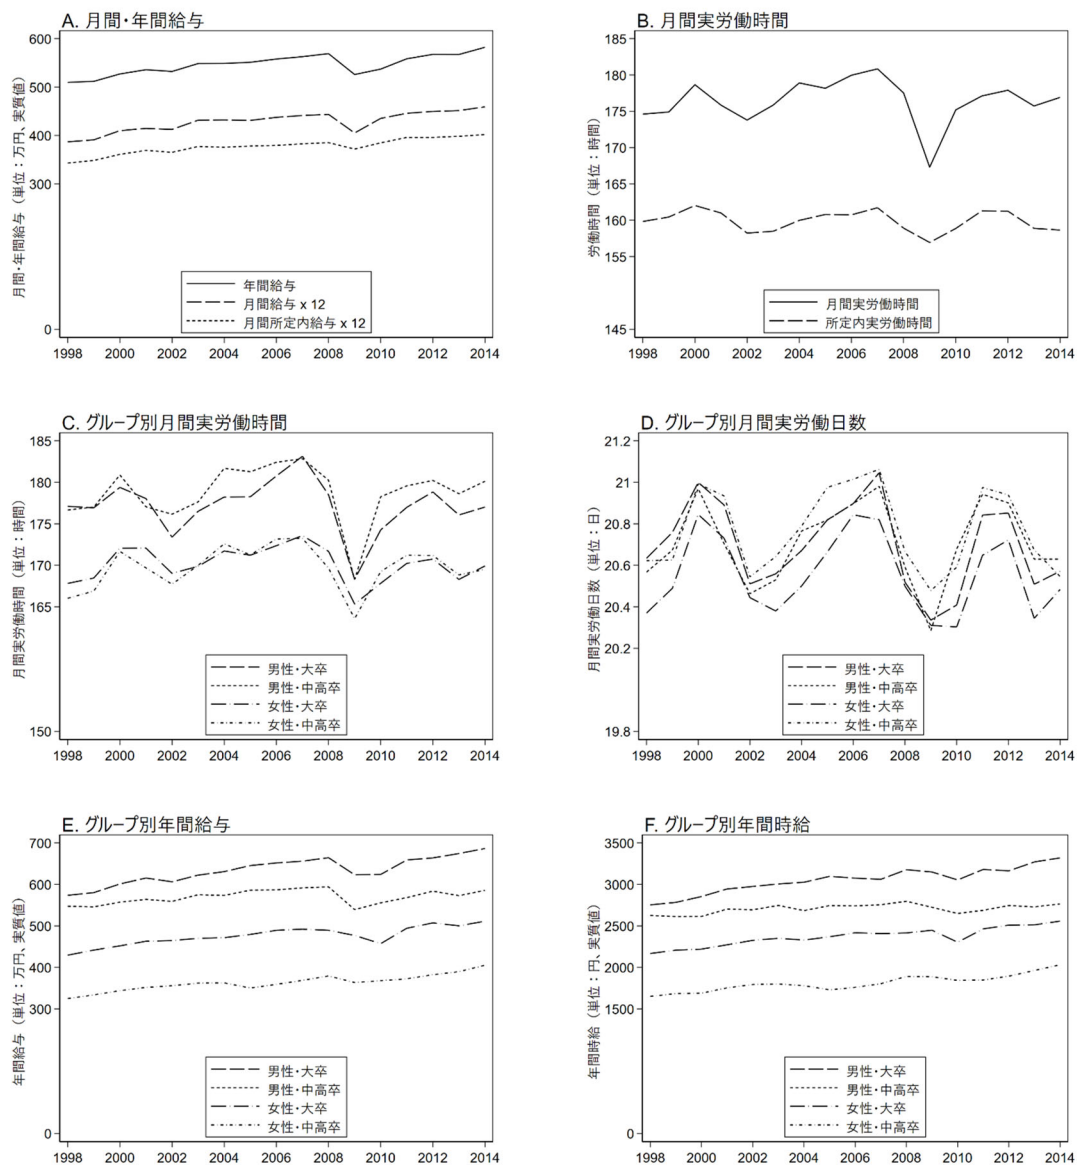 A. 月間・年間給与
月間・年間給与（単位：万円、実質値）
600
500
400
300
0
年間給与
月間給与 x 12
月間所定内給与 x 12
1998 2000 2002 2004 2006 2008 2010 2012 2014
B. 月間実労働時間
労働時間（単位：時間）
185
180
175
170
165
160
155
145
月間実労働時間
所定内実労働時間
1998 2000 2002 2004 2006 2008 2010 2012 2014
C. グループ別月間実労働時間
月間実労働時間（単位：時間）
185
180
175
170
165
150
男性・大卒
男性・中高卒
女性・大卒
女性・中高卒
1998 2000 2002 2004 2006 2008 2010 2012 2014
D. グループ別月間実労働日数
月間実労働日数（単位：日）
21.2
21
20.8
20.6
20.4
20.2
19.8
男性・大卒
男性・中高卒
女性・大卒
女性・中高卒
1998 2000 2002 2004 2006 2008 2010 2012 2014
E. グループ別年間給与
年間給与（単位：万円、実質値）
700
600
500
400
300
0
男性・大卒
男性・中高卒
女性・大卒
女性・中高卒
1998 2000 2002 2004 2006 2008 2010 2012 2014
F. グループ別年間時給
年間時給（単位：円、実質値）
3500
3000
2500
2000
1500
0
男性・大卒
男性・中高卒
女性・大卒
女性・中高卒
1998 2000 2002 2004 2006 2008 2010 2012 2014